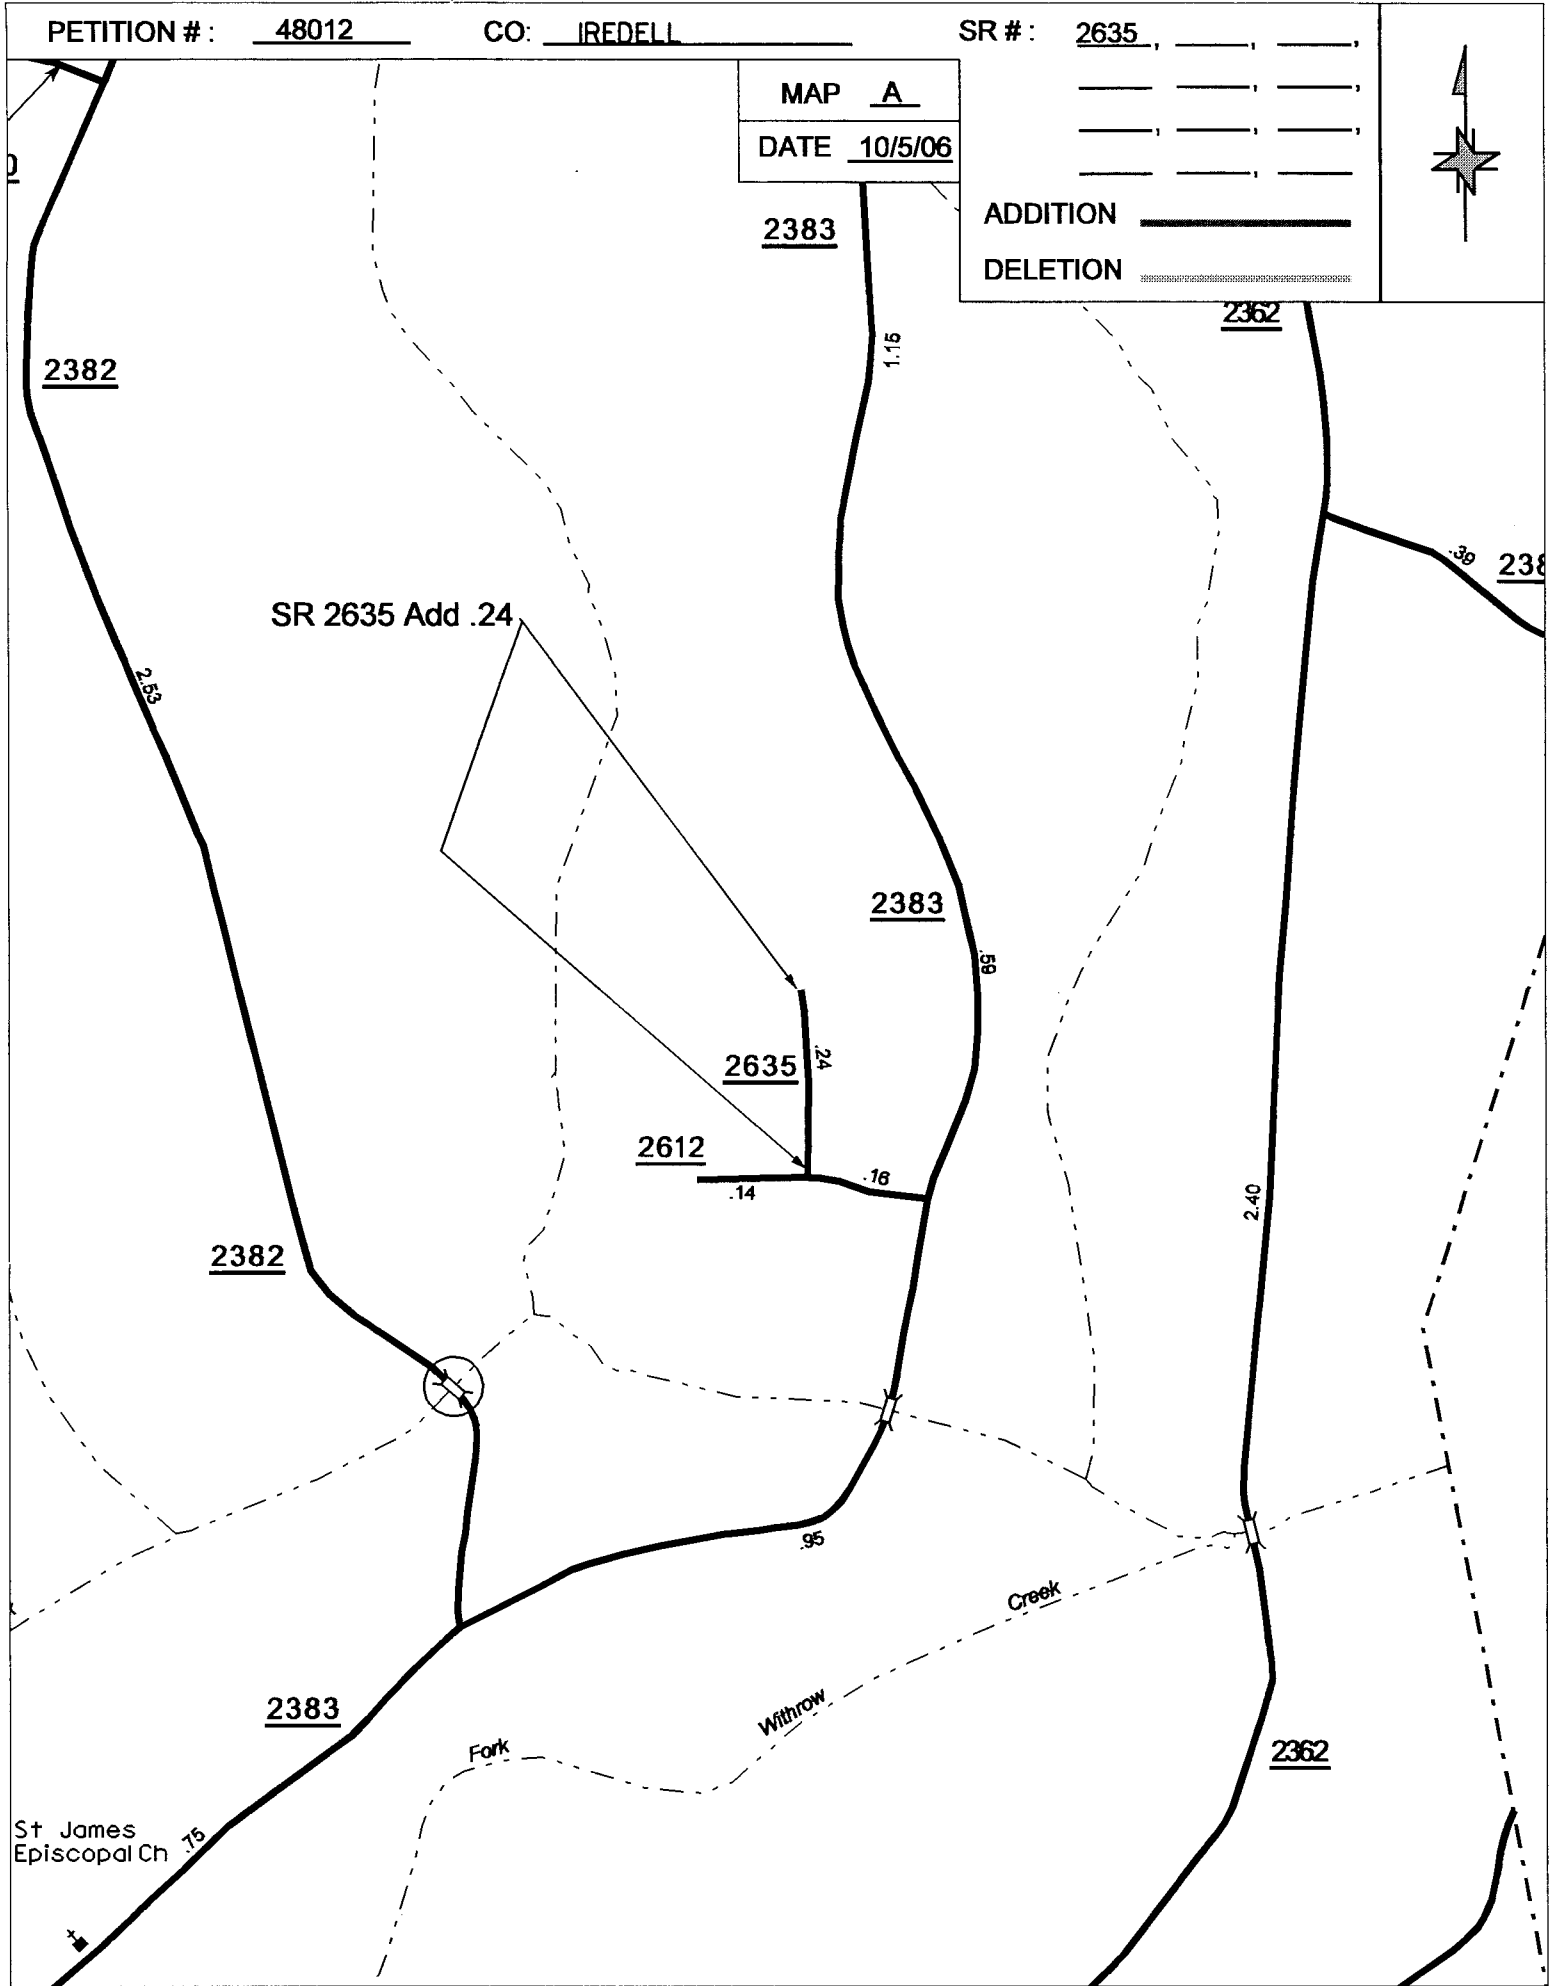 PETITION # : 48012 CO: IREDELL SR # : 2635 , , ,
MAP A
DATE 10/5/06
ADDITION
DELETION
2383
2362
1.15
2382
.39
SR 2635 Add .24
2.53
2383
.59
.24
2635
2612
.16
.14
2.40
2382
.95
Creek
Withrow
2383
Fork
2362
St James
Episcopal Ch
.75